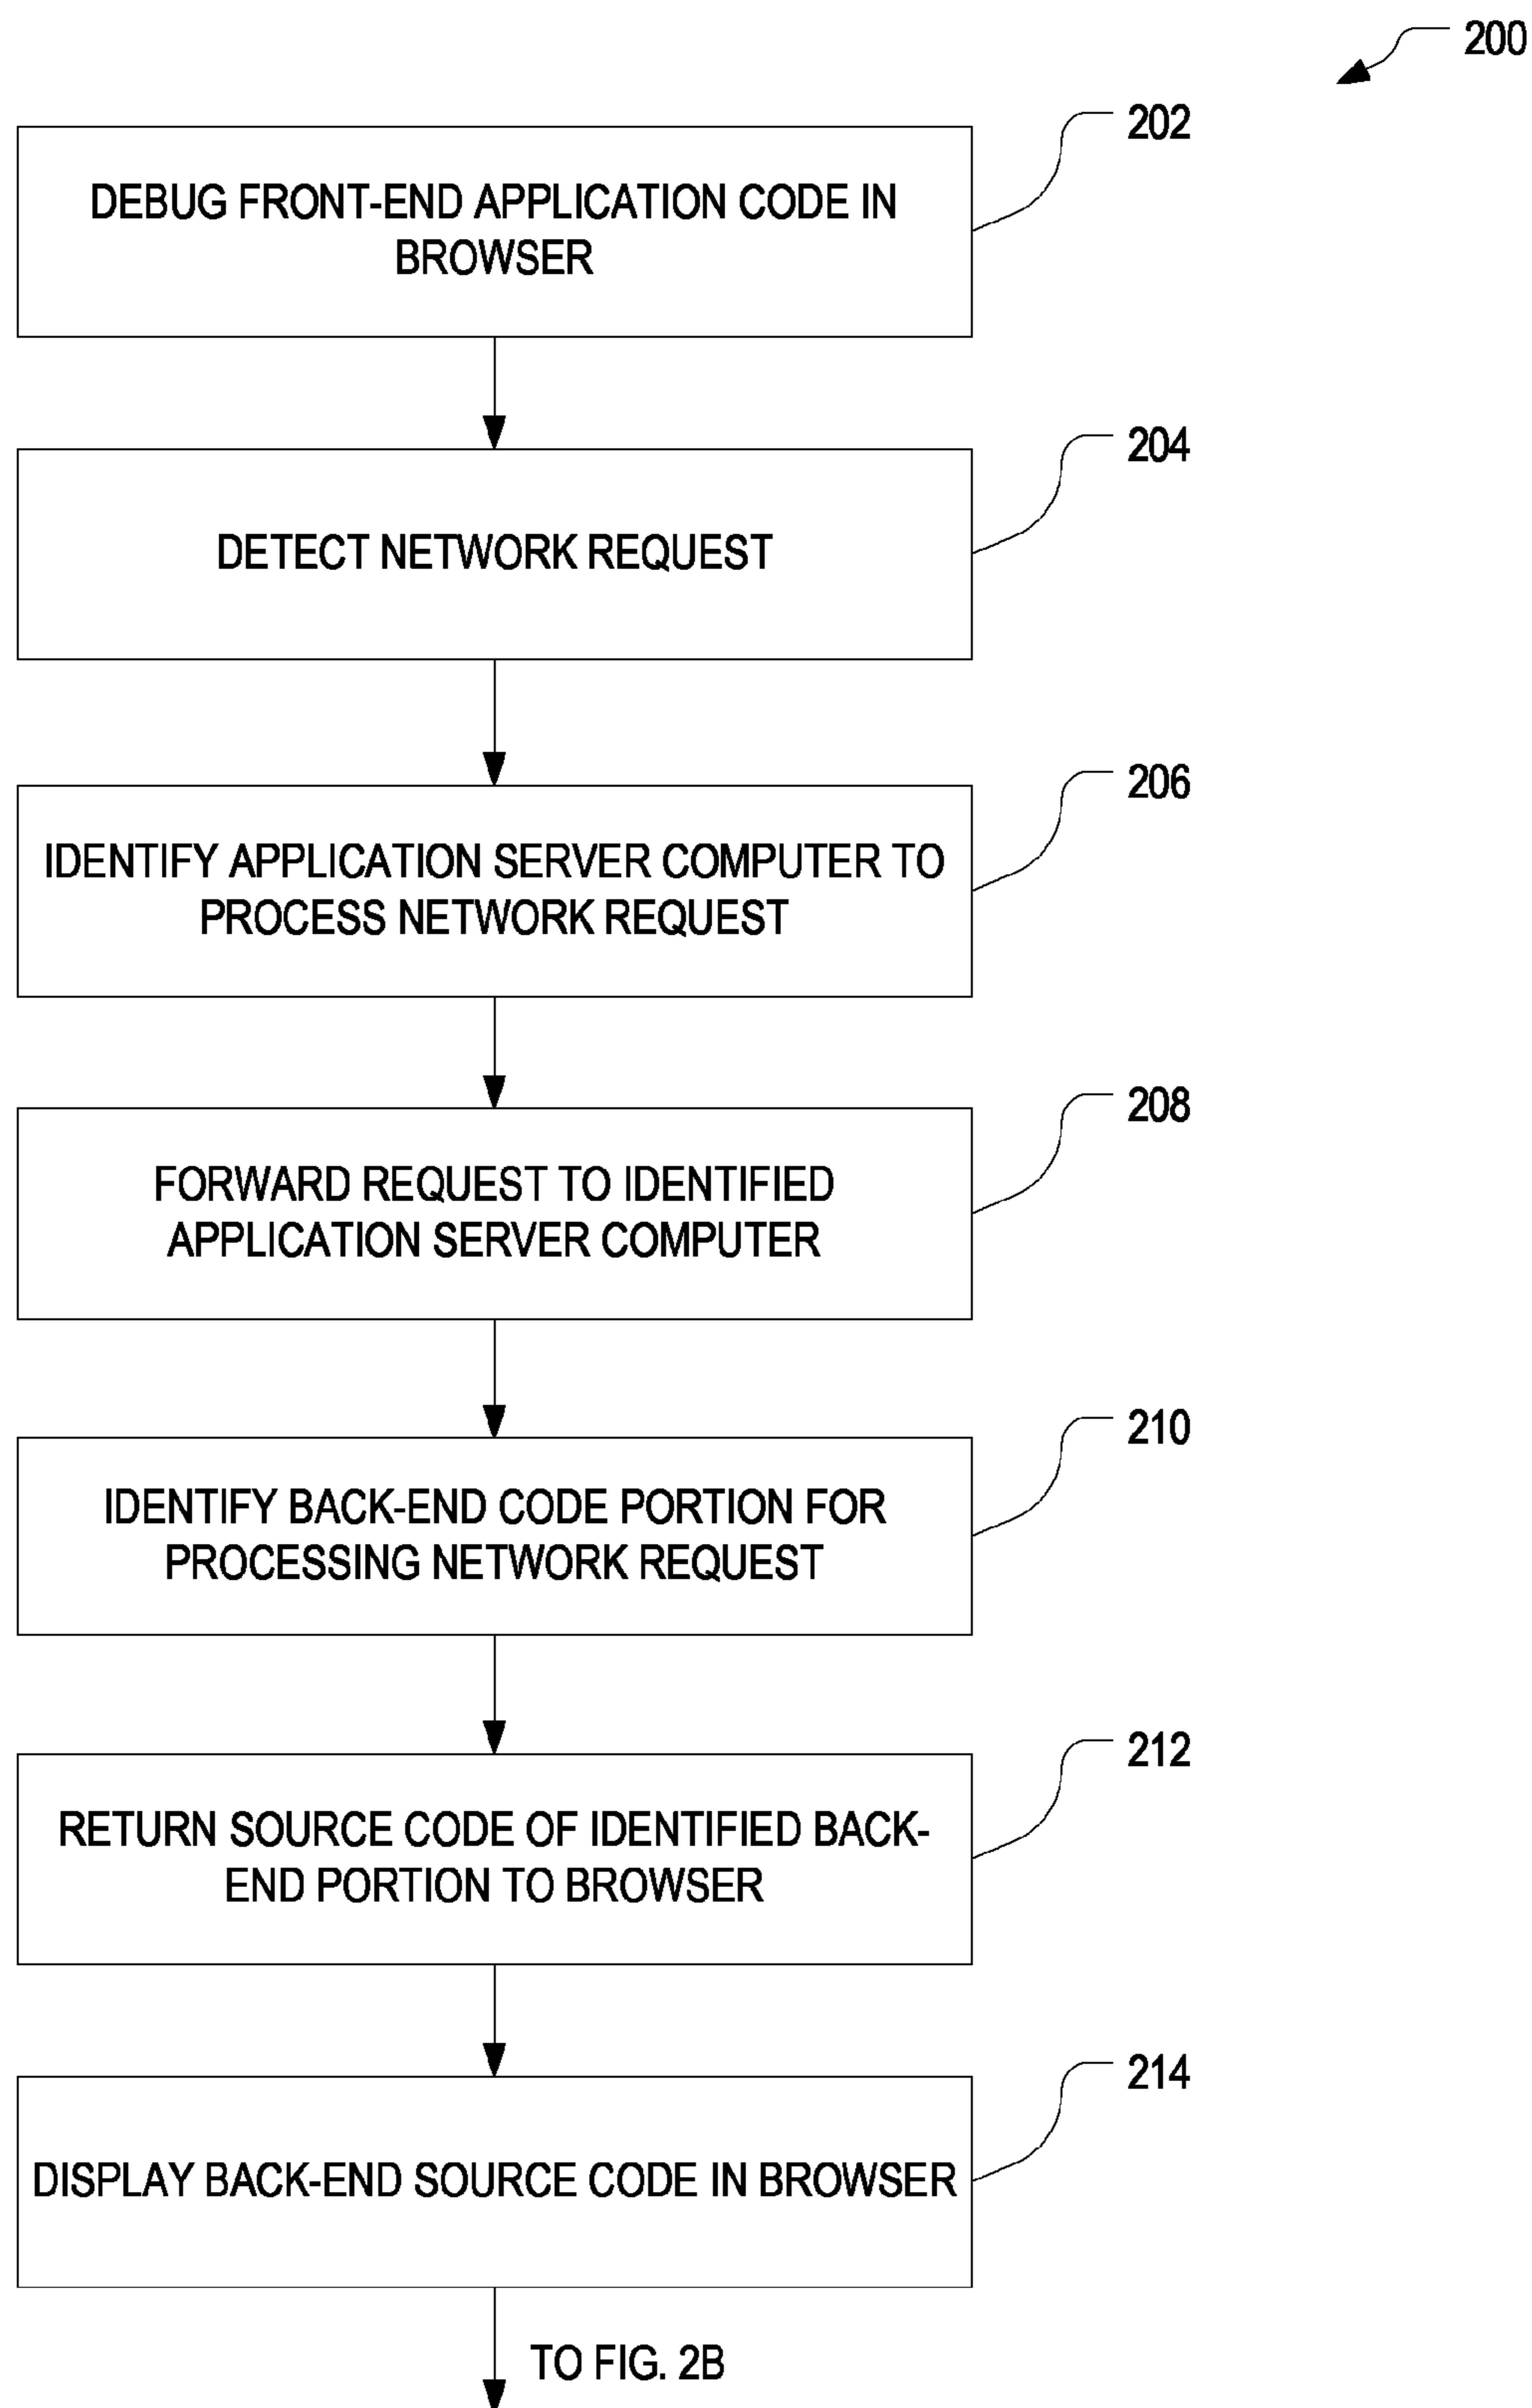 200
202
DEBUG FRONT-END APPLICATION CODE IN
BROWSER
204
DETECT NETWORK REQUEST
206
IDENTIFY APPLICATION SERVER COMPUTER TO
PROCESS NETWORK REQUEST
208
FORWARD REQUEST TO IDENTIFIED
APPLICATION SERVER COMPUTER
210
IDENTIFY BACK-END CODE PORTION FOR
PROCESSING NETWORK REQUEST
212
RETURN SOURCE CODE OF IDENTIFIED BACK-
END PORTION TO BROWSER
214
DISPLAY BACK-END SOURCE CODE IN BROWSER
TO FIG. 2B